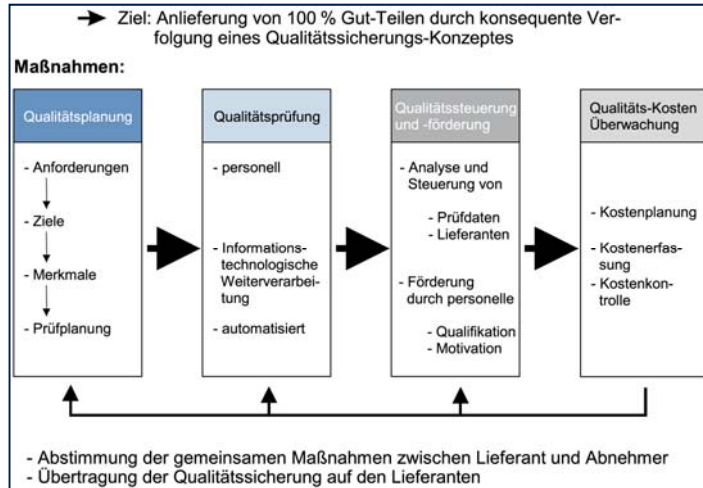 Ziel: Anlieferung von 100 % Gut-Teilen durch konsequente Ver-
folgung eines Qualitätssicherungs-Konzeptes
Maßnahmen:
Qualitätsplanung
- Anforderungen
- Ziele
- Merkmale
- Prüfplanung
Qualitätsprüfung
- personell
- Informations-
technologische
Weiterverarbei-
tung
- automatisiert
Qualitätssteuerung
und -förderung
- Analyse und
Steuerung von
- Prüfdaten
- Lieferanten
- Förderung
durch personelle
- Qualifikation
- Motivation
Qualitäts-Kosten
Überwachung
- Kostenplanung
- Kostenerfas-
sung
- Kostenkon-
trolle
- Abstimmung der gemeinsamen Maßnahmen zwischen Lieferant und Abnehmer
- Übertragung der Qualitätssicherung auf den Lieferanten